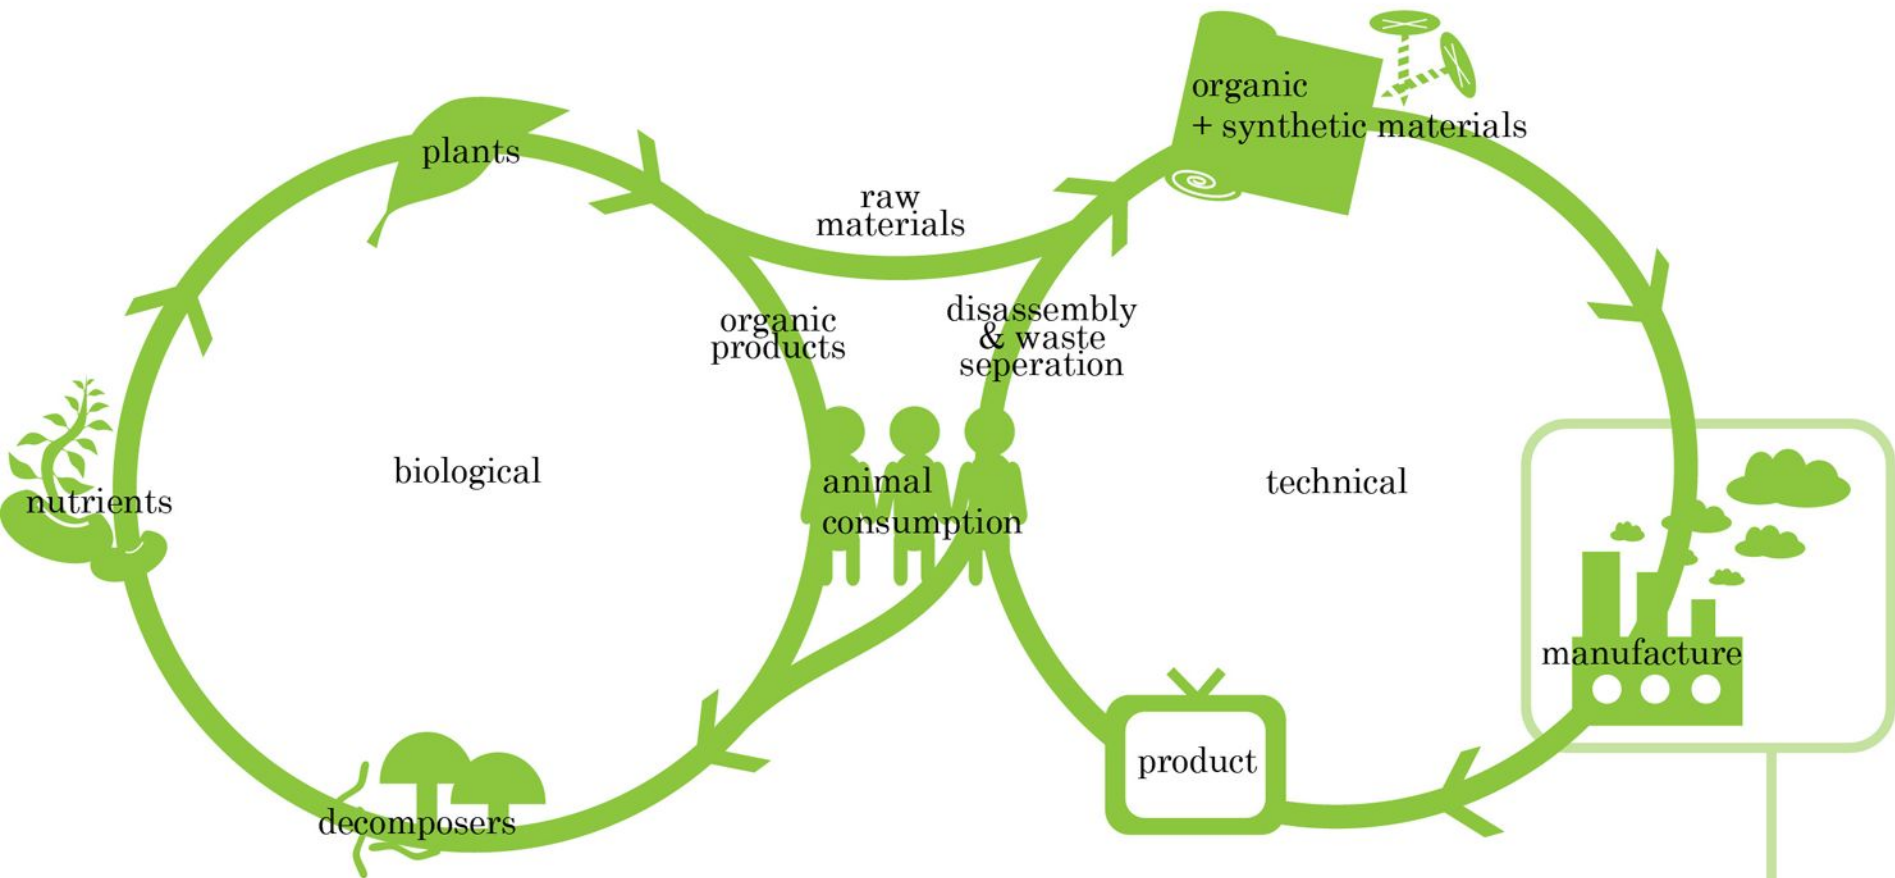 organic
+ synthetic materials
plants
raw
materials
organic
products
disassembly
& waste
seperation
biological
technical
nutrients
animal
consumption
manufacture
product
decomposers